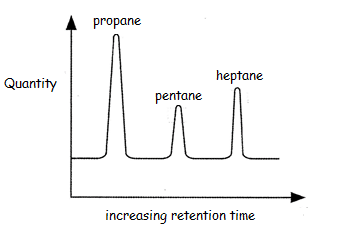 propane
heptane
Quantity
pentane
increasing retention time